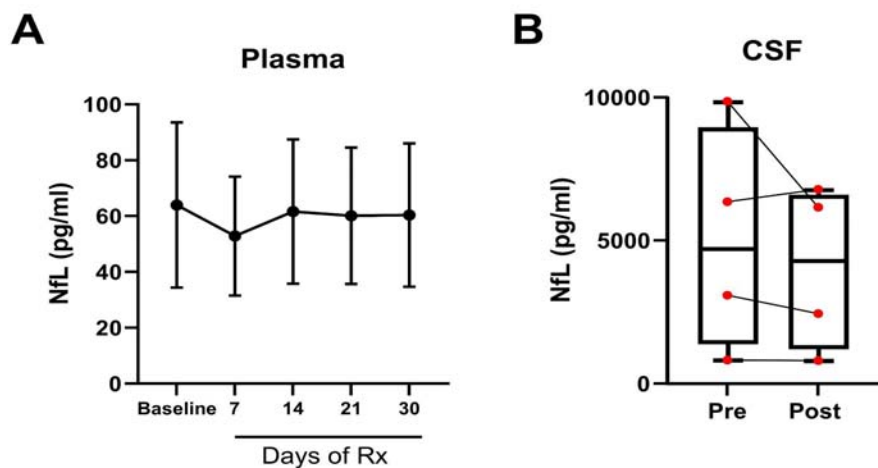 A
Plasma
NfL (pg/ml)
100
80
60
40
20
0
Baseline 7 14 21 30
Days of Rx
B
CSF
NfL (pg/ml)
10000
5000
0
Pre Post